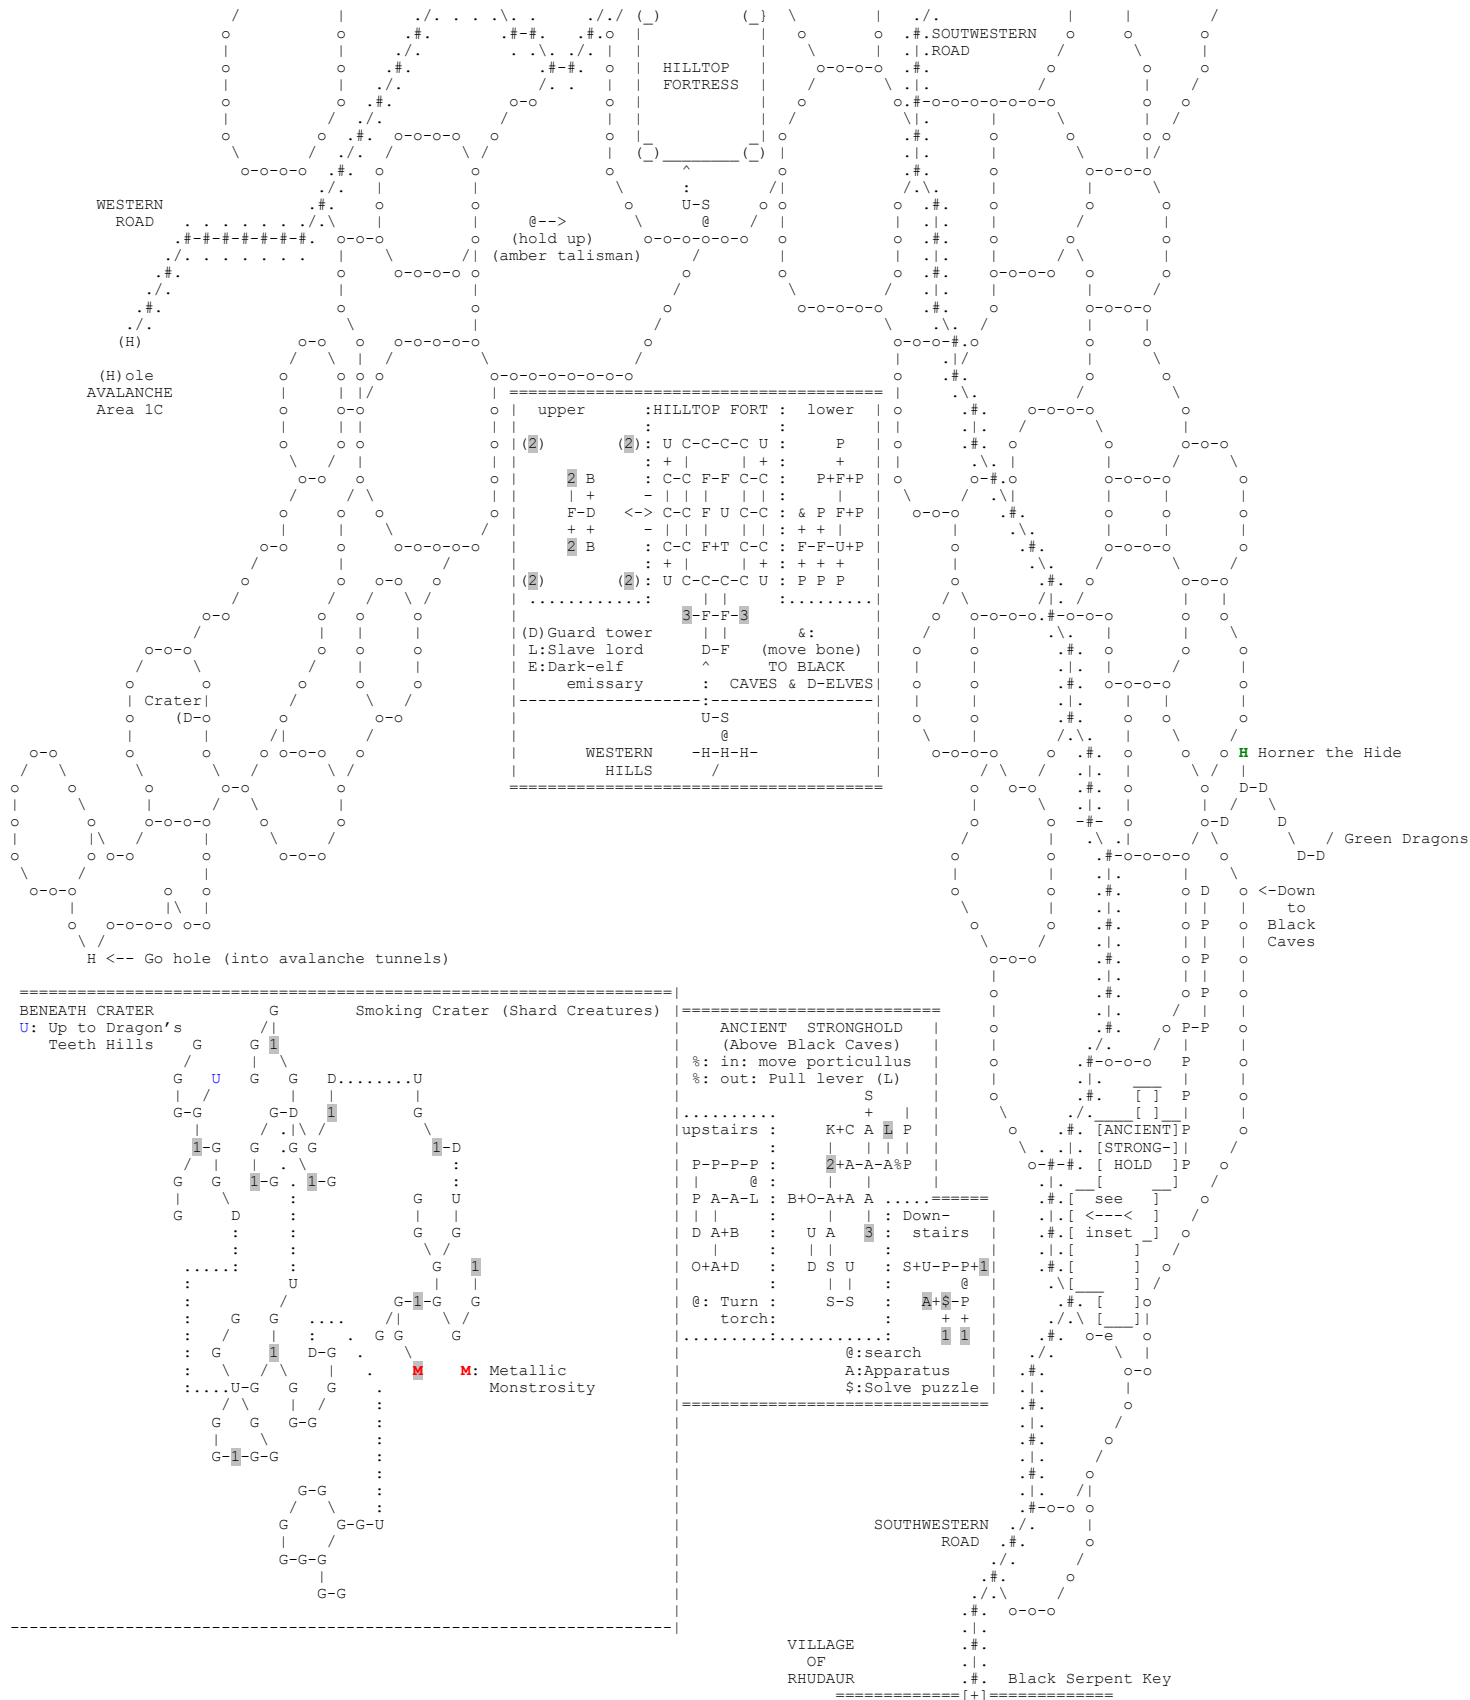 SOUTWESTERN
ROAD
HILLTOP
FORTRESS
WESTERN
ROAD
U-S
@-->
(hold up)
(amber talisman)
(H)
(H)ole
AVALANCHE
Area 1C
upper :HILLTOP FORT : lower
(D)Guard tower &:
L:Slave lord D-F (move bone)
E:Dark-elf ^ TO BLACK
emissary : CAVES & D-ELVES
Crater
(D-o
U-S
@
WESTERN -H-H-H-
HILLS
H Horner the Hide
Green Dragons
<-Down
to
Black
Caves
H <-- Go hole (into avalanche tunnels)
BENEATH CRATER
Smoking Crater (Shard Creatures)
U: Up to Dragon's
Teeth Hills
ANCIENT STRONGHOLD
(Above Black Caves)
%: in: move porticullus
%: out: Pull lever (L)
upstairs :
[ANCIENT]
[STRONG-]
[ HOLD ]
see
<---<
inset
Down-
stairs
@: Turn
torch:
@:search
A:Apparatus
$:Solve puzzle
M M: Metallic
Monstrosity
SOUTHWESTERN
ROAD
VILLAGE
OF
RHUDAUR
Black Serpent Key